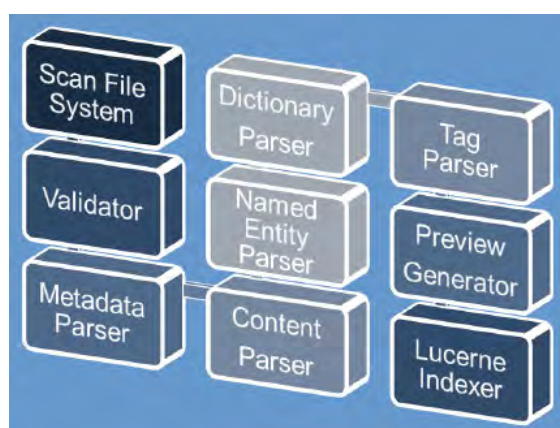 Scan File
System
Validator
Metadata
Parser
Dictionary
Parser
Named
Entity
Parser
Content
Parser
Tag
Parser
Preview
Generator
Lucerne
Indexer